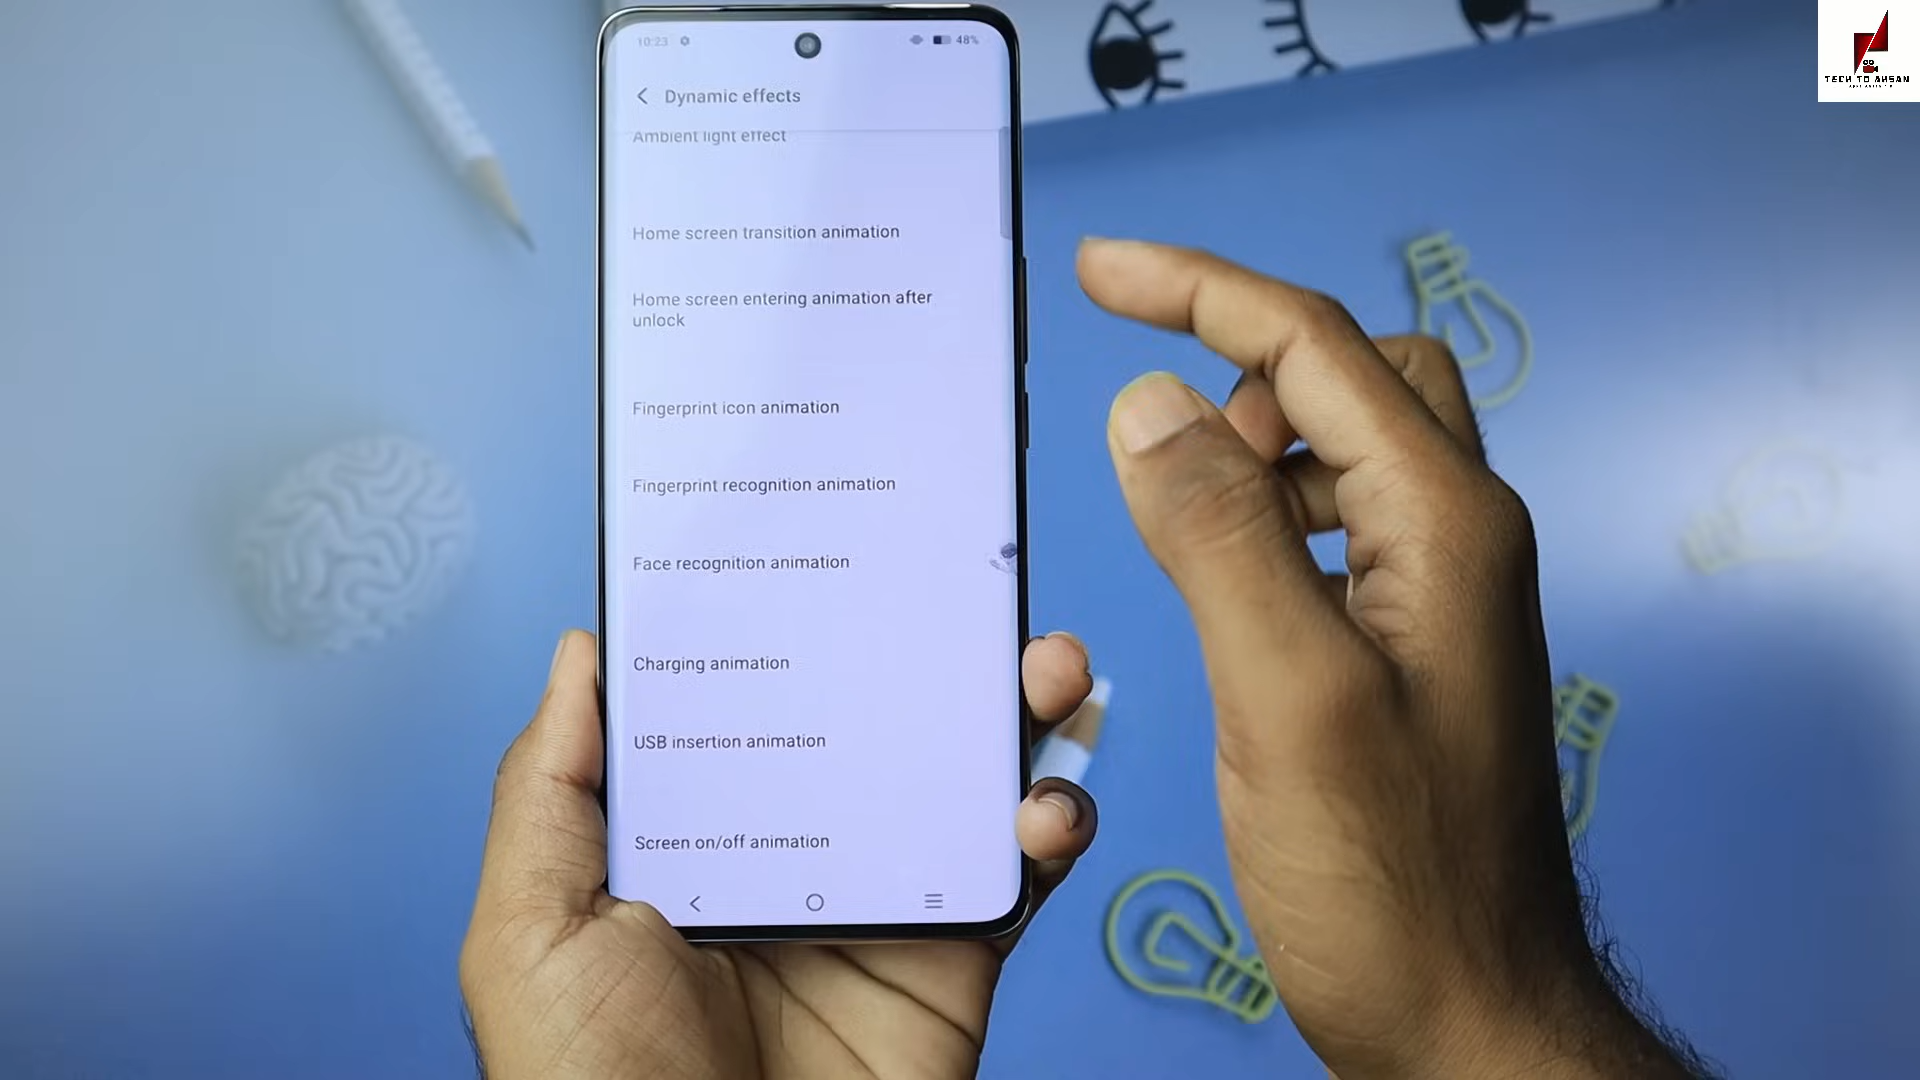 TECH TO AHSAN
10:23
48%
Dynamic effects
Ambient light effect
Home screen transition animation
Home screen entering animation after
unlock
Fingerprint icon animation
Fingerprint recognition animation
Face recognition animation
Charging animation
USB insertion animation
Screen on/off animation